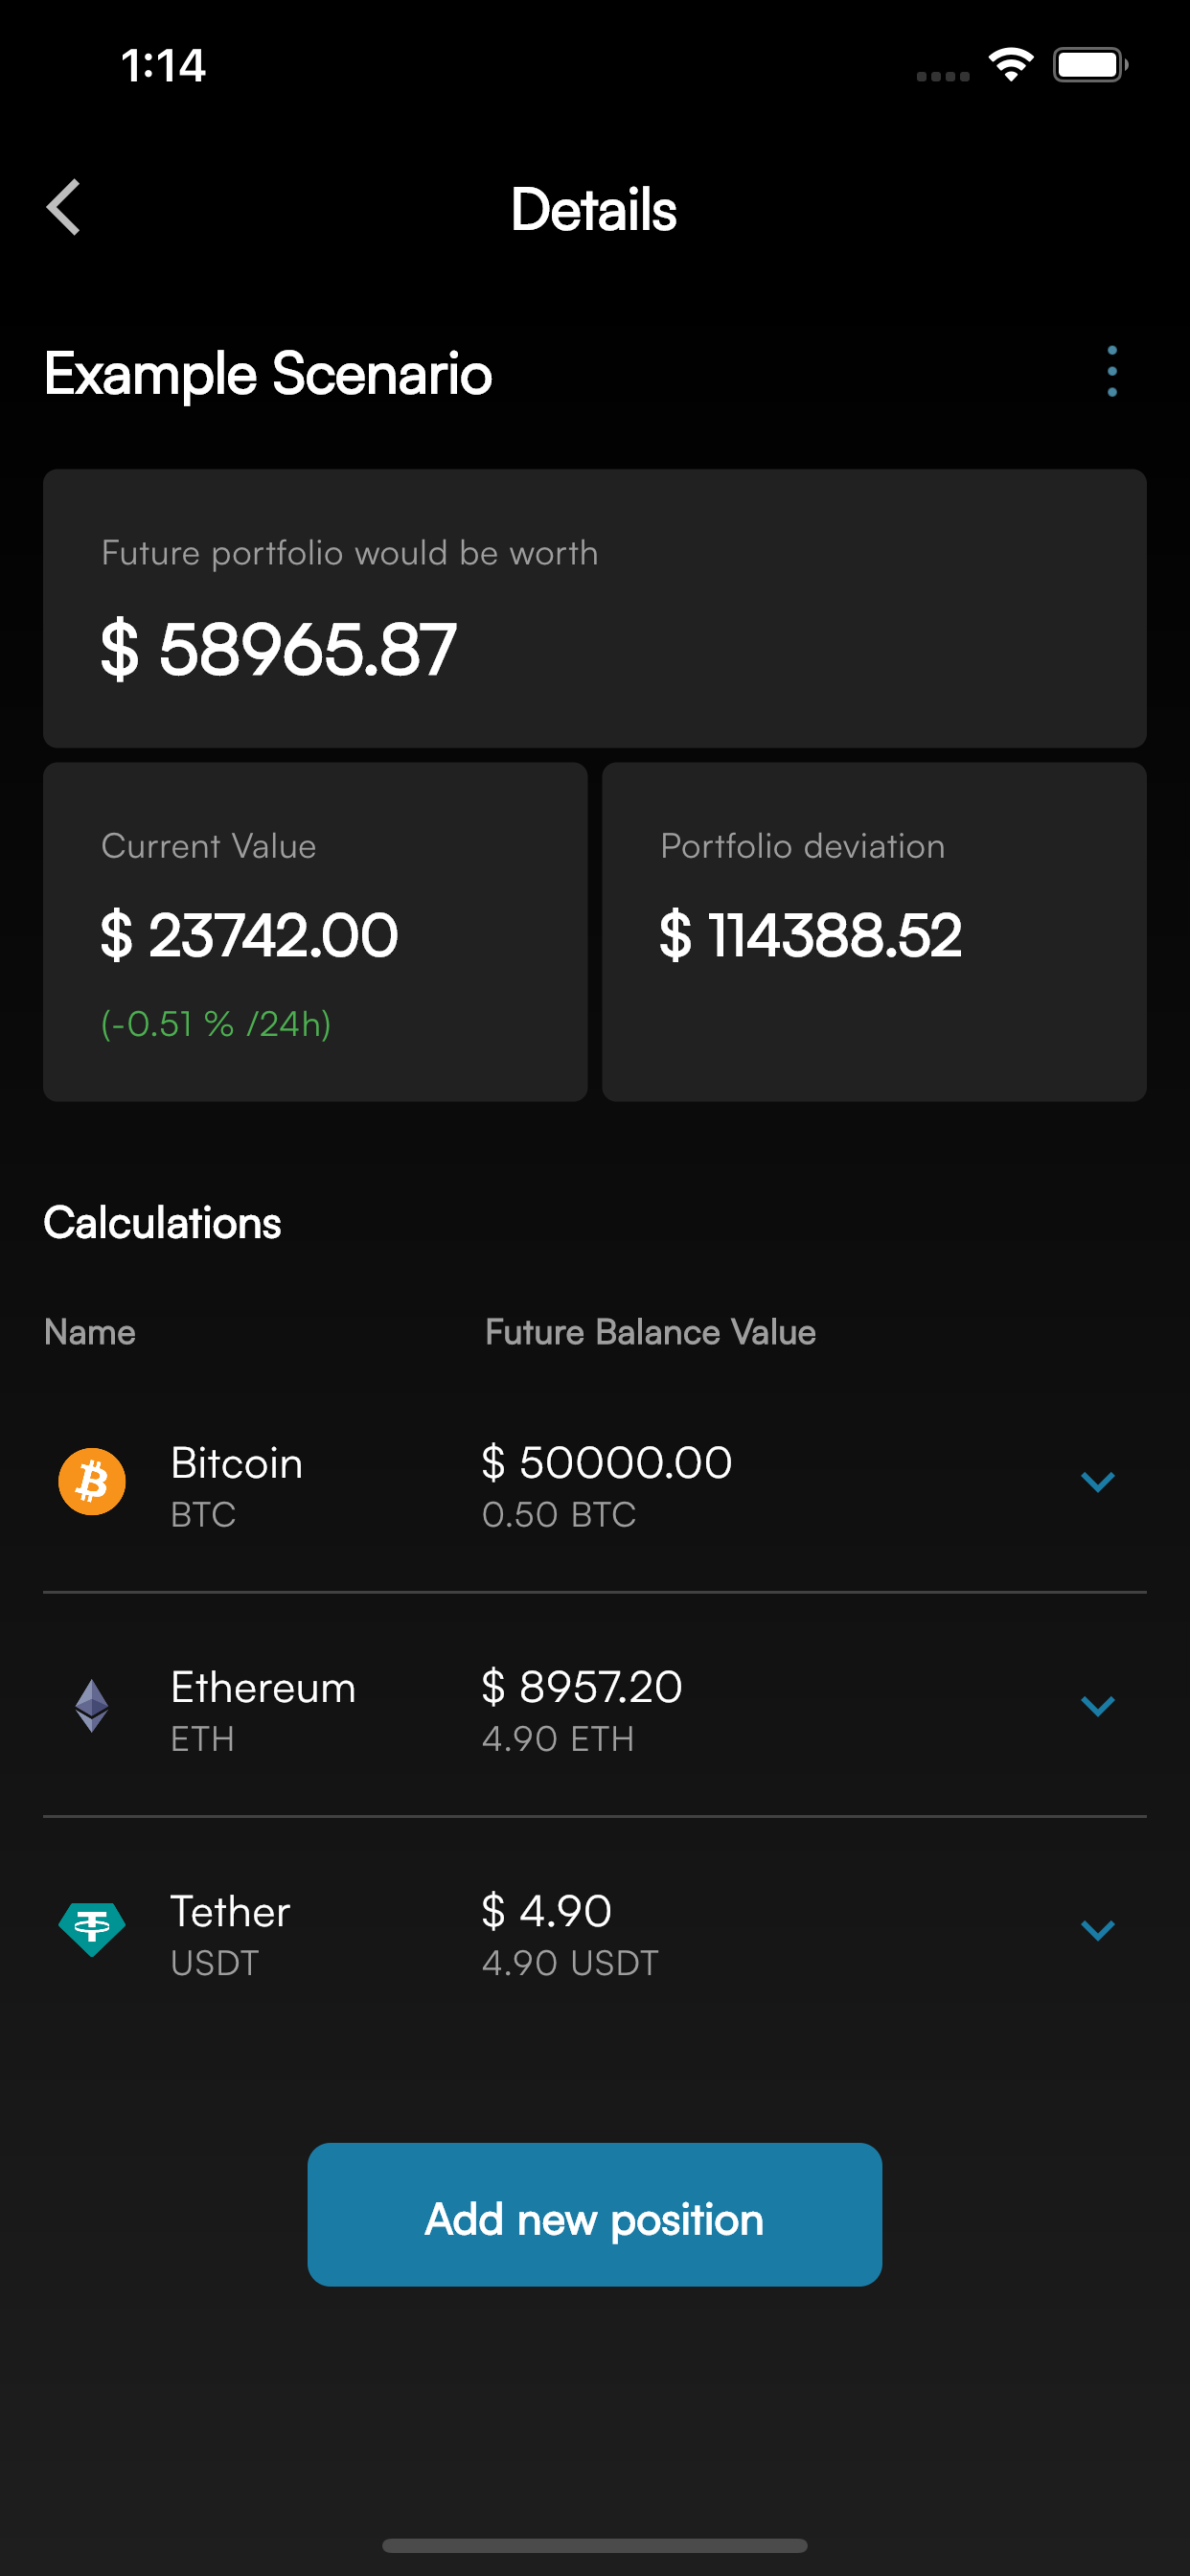 1:14
Details
Example Scenario
Future portfolio would be worth
$ 58965.87
Current Value
$ 23742.00
(-0.51 % /24h)
Portfolio deviation
$ 114388.52
Calculations
Name
Future Balance Value
Bitcoin
BTC
$ 50000.00
0.50 BTC
Ethereum
ETH
$ 8957.20
4.90 ETH
Tether
USDT
$ 4.90
4.90 USDT
Add new position